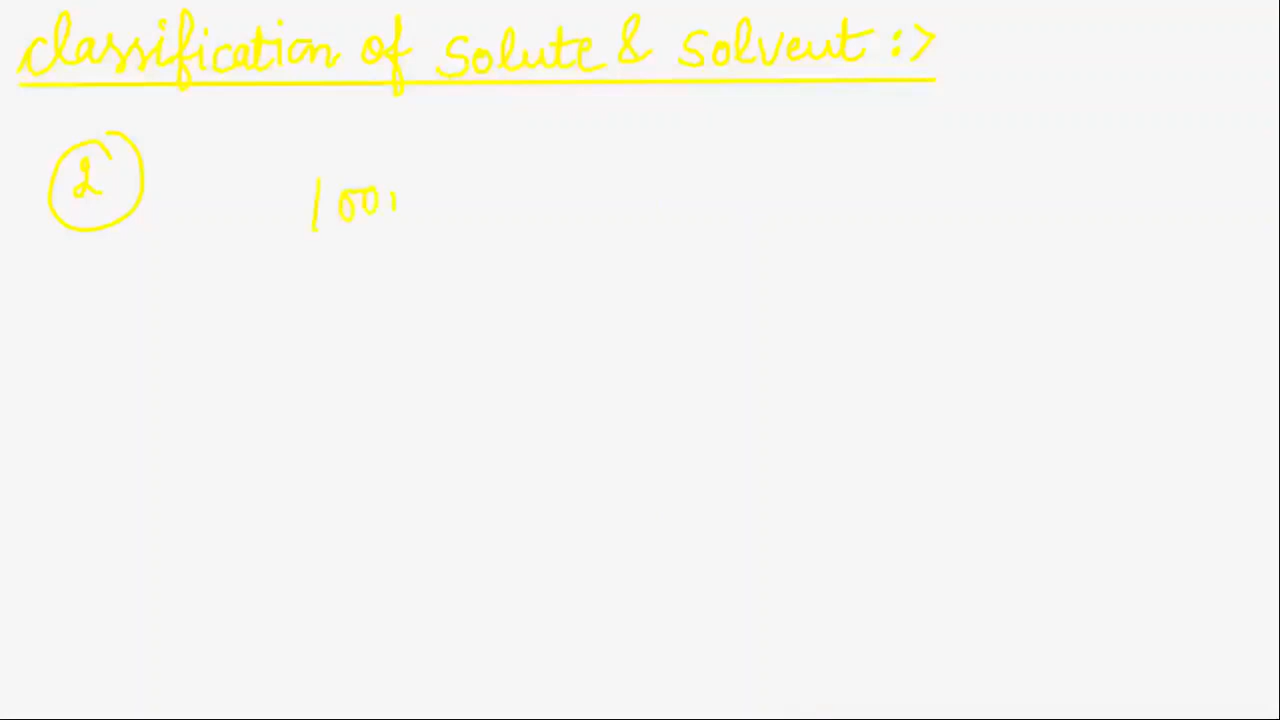 classification of solute & solvent :>
2
100